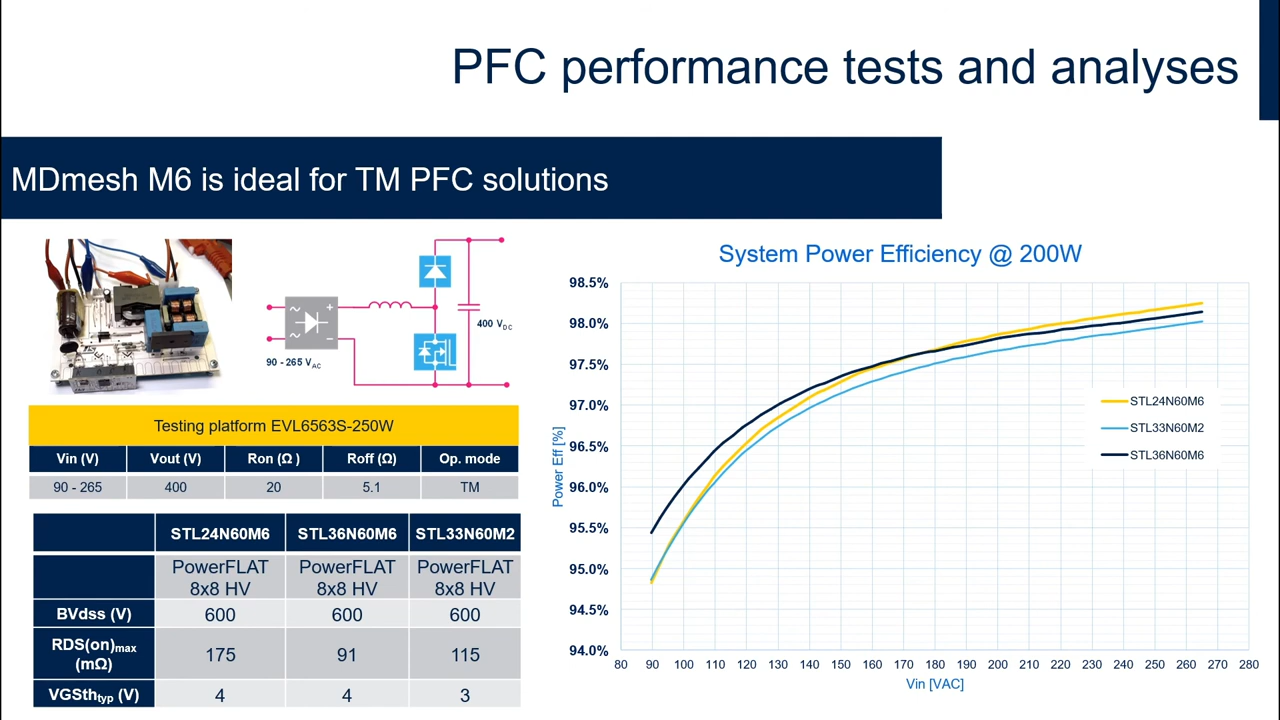 PFC performance tests and analyses
MDmesh M6 is ideal for TM PFC solutions
~
+
~
-
400 VDC
90 - 265 VAC
Testing platform EVL6563S-250W
Vin (V) Vout (V) Ron (Ω ) Roff (Ω) Op. mode
90 - 265 400 20 5.1 TM
STL24N60M6 STL36N60M6 STL33N60M2
PowerFLAT PowerFLAT PowerFLAT
8x8 HV 8x8 HV 8x8 HV
BVdss (V) 600 600 600
RDS(on)max
(mΩ) 175 91 115
VGSthtyp (V) 4 4 3
System Power Efficiency @ 200W
98.5%
98.0%
97.5%
97.0%
96.5%
96.0%
95.5%
95.0%
94.5%
94.0%
Power Eff [%]
STL24N60M6
STL33N60M2
STL36N60M6
80 90 100 110 120 130 140 150 160 170 180 190 200 210 220 230 240 250 260 270 280
Vin [VAC]